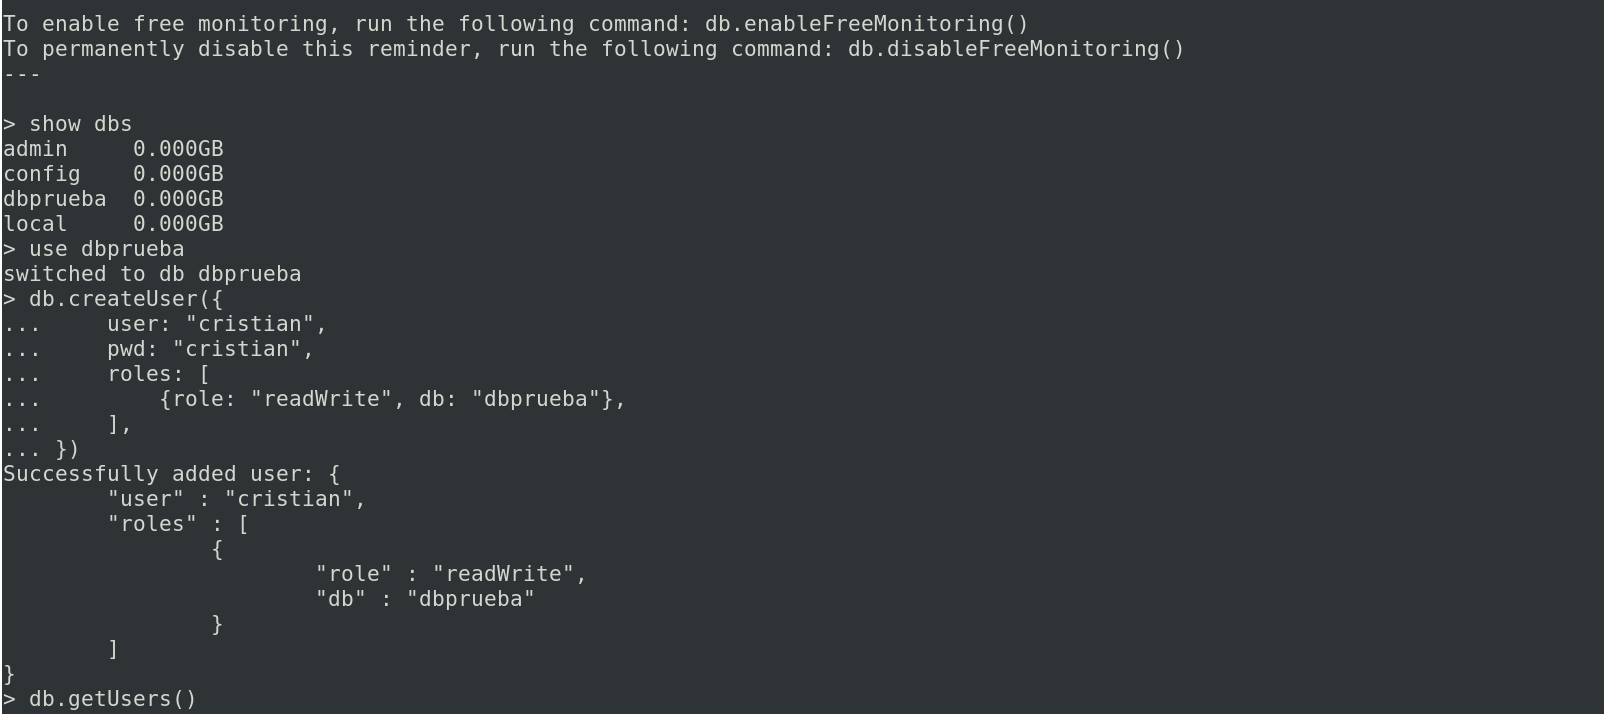 To enable free monitoring, run the following command: db.enableFreeMonitoring()
To permanently disable this reminder, run the following command: db.disableFreeMonitoring()
---
> show dbs
admin     0.000GB
config    0.000GB
dbprueba  0.000GB
local     0.000GB
> use dbprueba
switched to db dbprueba
> db.createUser({
...     user: "cristian",
...     pwd: "cristian",
...     roles: [
...         {role: "readWrite", db: "dbprueba"},
...     ],
... })
Successfully added user: {
        "user" : "cristian",
        "roles" : [
                {
                        "role" : "readWrite",
                        "db" : "dbprueba"
                }
        ]
}
> db.getUsers()